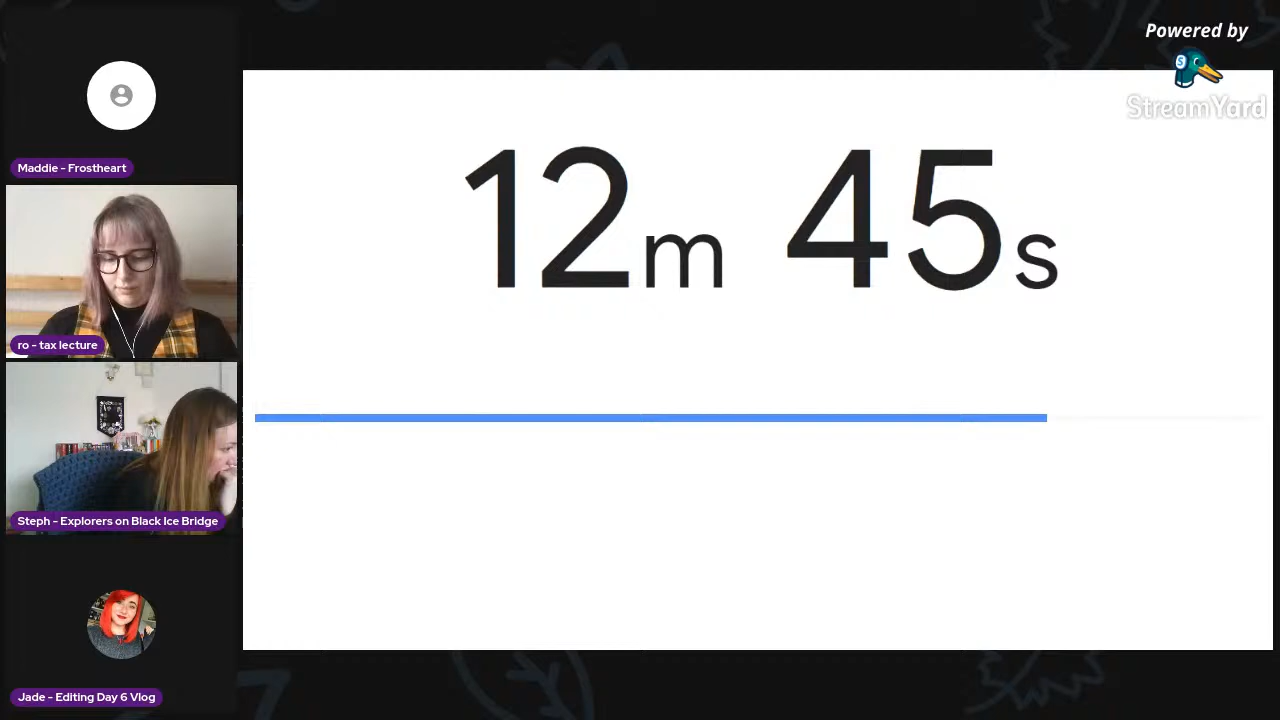 Powered by
StreamYard
12m 45s
Maddie - Frostheart
ro - tax lecture
Steph - Explorers on Black Ice Bridge
Jade - Editing Day 6 Vlog